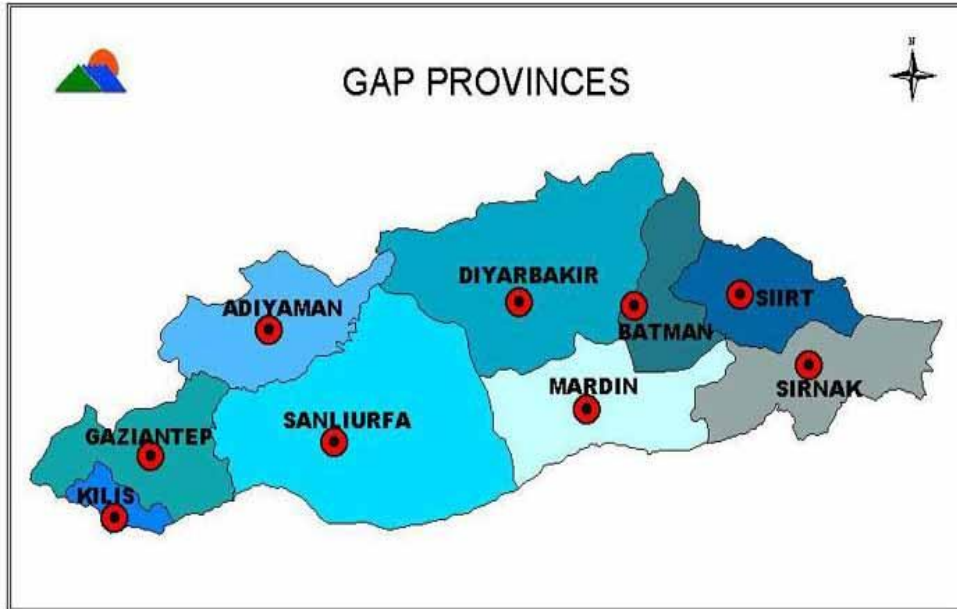 N
GAP PROVINCES
DIYARBAKIR
SIIRT
ADIYAMAN
BATMAN
MARDIN
SIRNAK
SANLIURFA
GAZIANTEP
KILIS